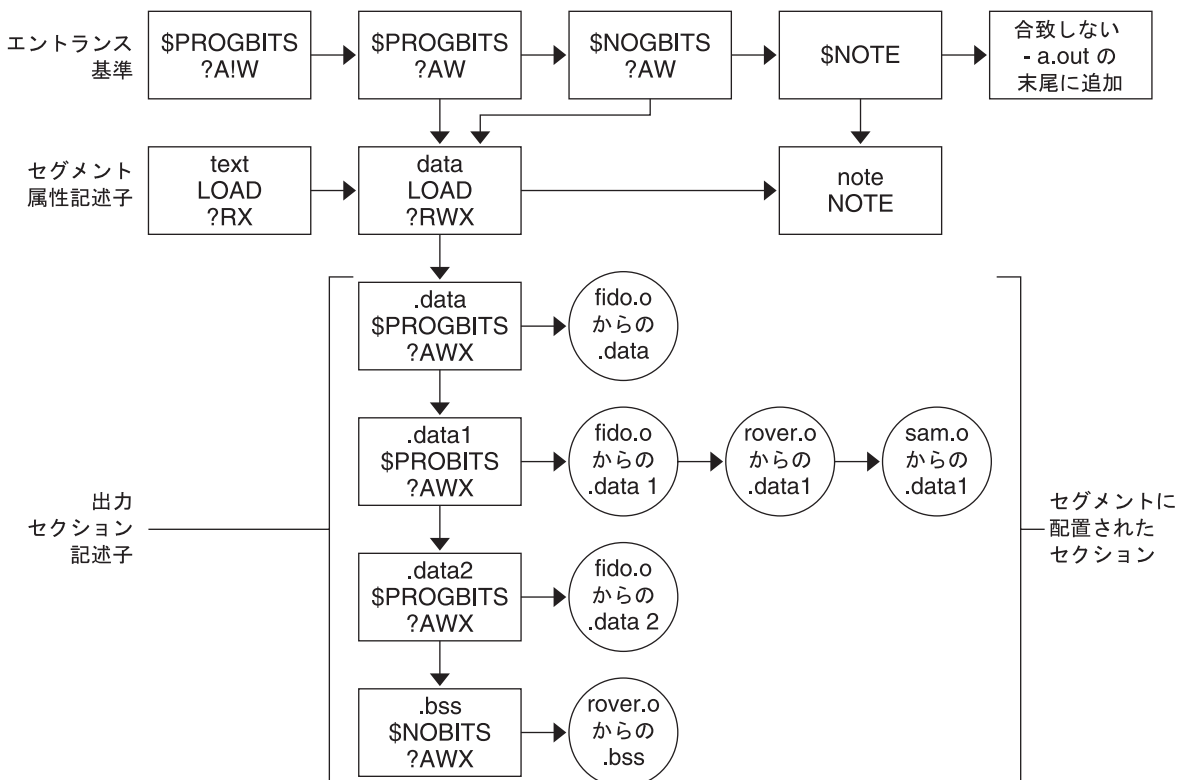 エントランス
基準
$PROGBITS
?A!W
$PROGBITS
?AW
$NOGBITS
?AW
$NOTE
合致しない
- a.out の
末尾に追加
セグメント
属性記述子
text
LOAD
?RX
data
LOAD
?RWX
note
NOTE
.data
$PROGBITS
?AWX
fido.o
からの
.data
.data1
$PROBITS
?AWX
fido.o
からの
.data 1
rover.o
からの
.data1
sam.o
からの
.data1
出力
セクション
記述子
セグメントに
配置された
セクション
.data2
$PROGBITS
?AWX
fido.o
からの
.data 2
.bss
$NOBITS
?AWX
rover.o
からの
.bss